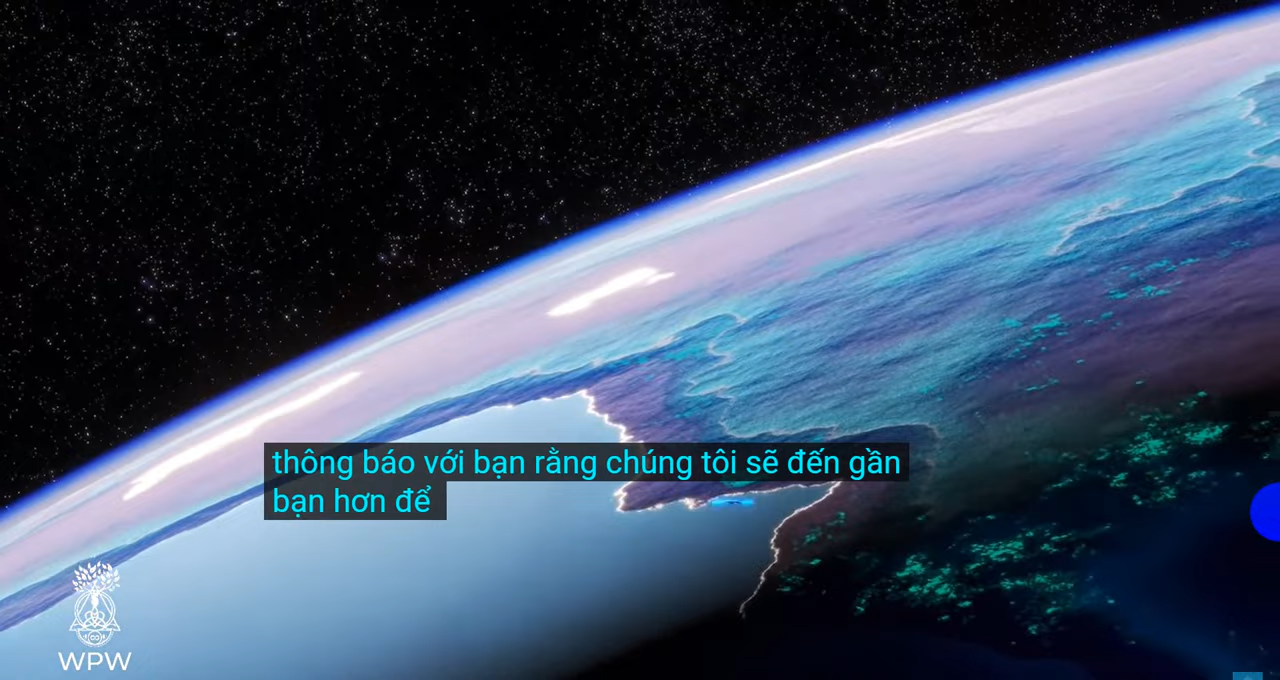 thông báo với bạn rằng chúng tôi sẽ đến gần
bạn hơn để
WPW